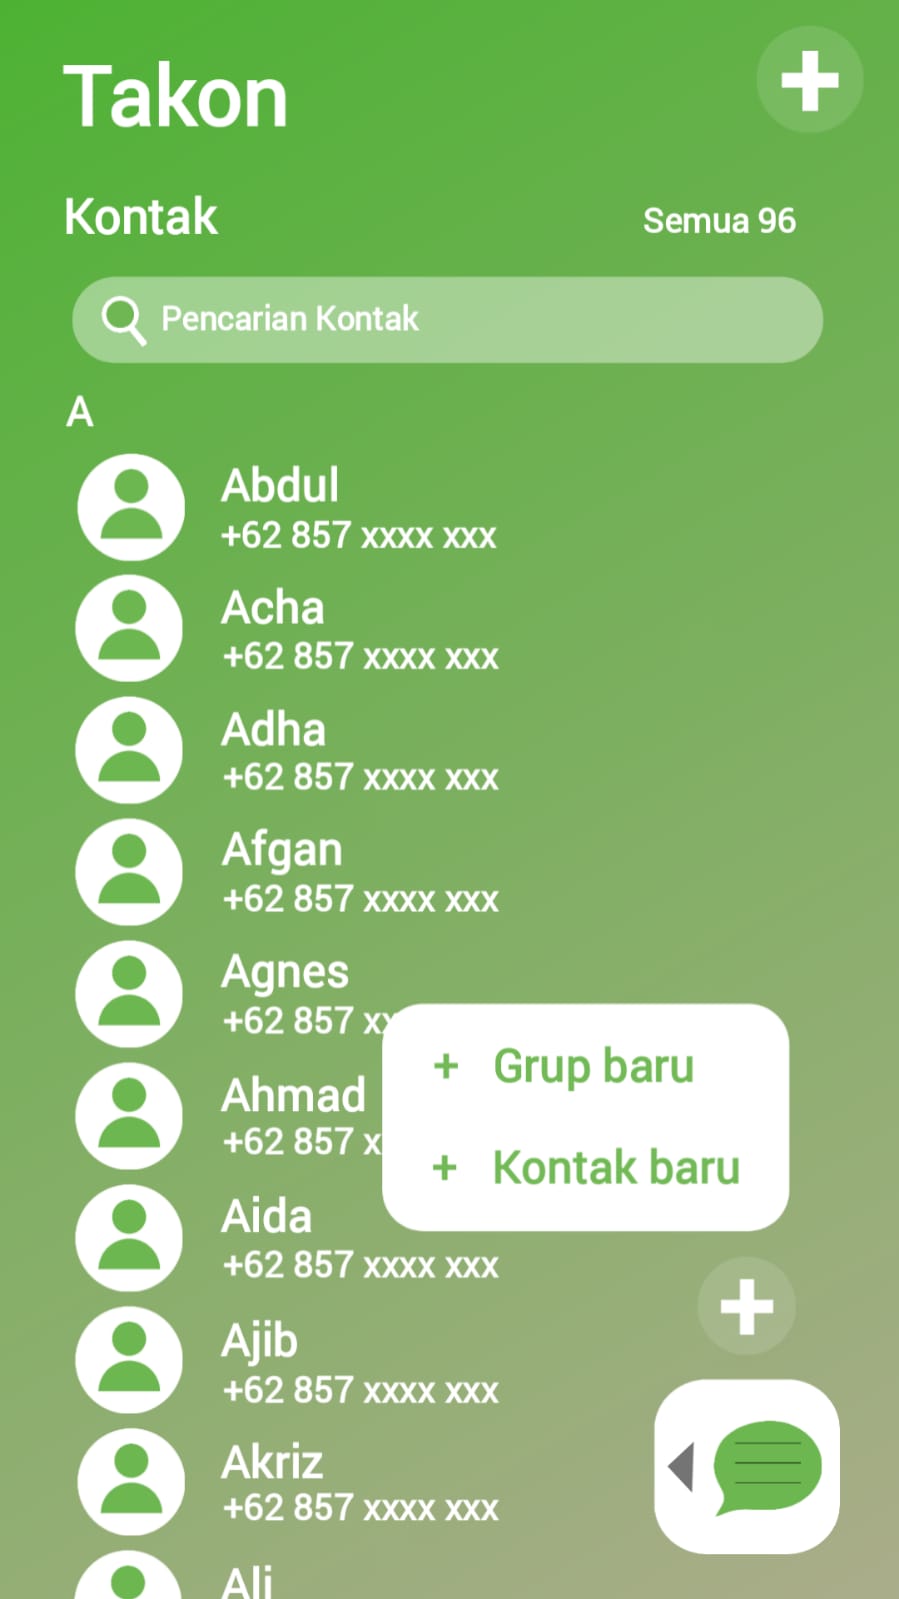 Takon
Kontak
Semua 96
Pencarian Kontak
A
Abdul
+62 857 xxxx xxx
Acha
+62 857 xxxx xxx
Adha
+62 857 xxxx xxx
Afgan
+62 857 xxxx xxx
Agnes
+62 857 xx
Ahmad
+62 857 x
+ Grup baru
+ Kontak baru
Aida
+62 857 xxxx xxx
Ajib
+62 857 xxxx xxx
Akriz
+62 857 xxxx xxx
Ali